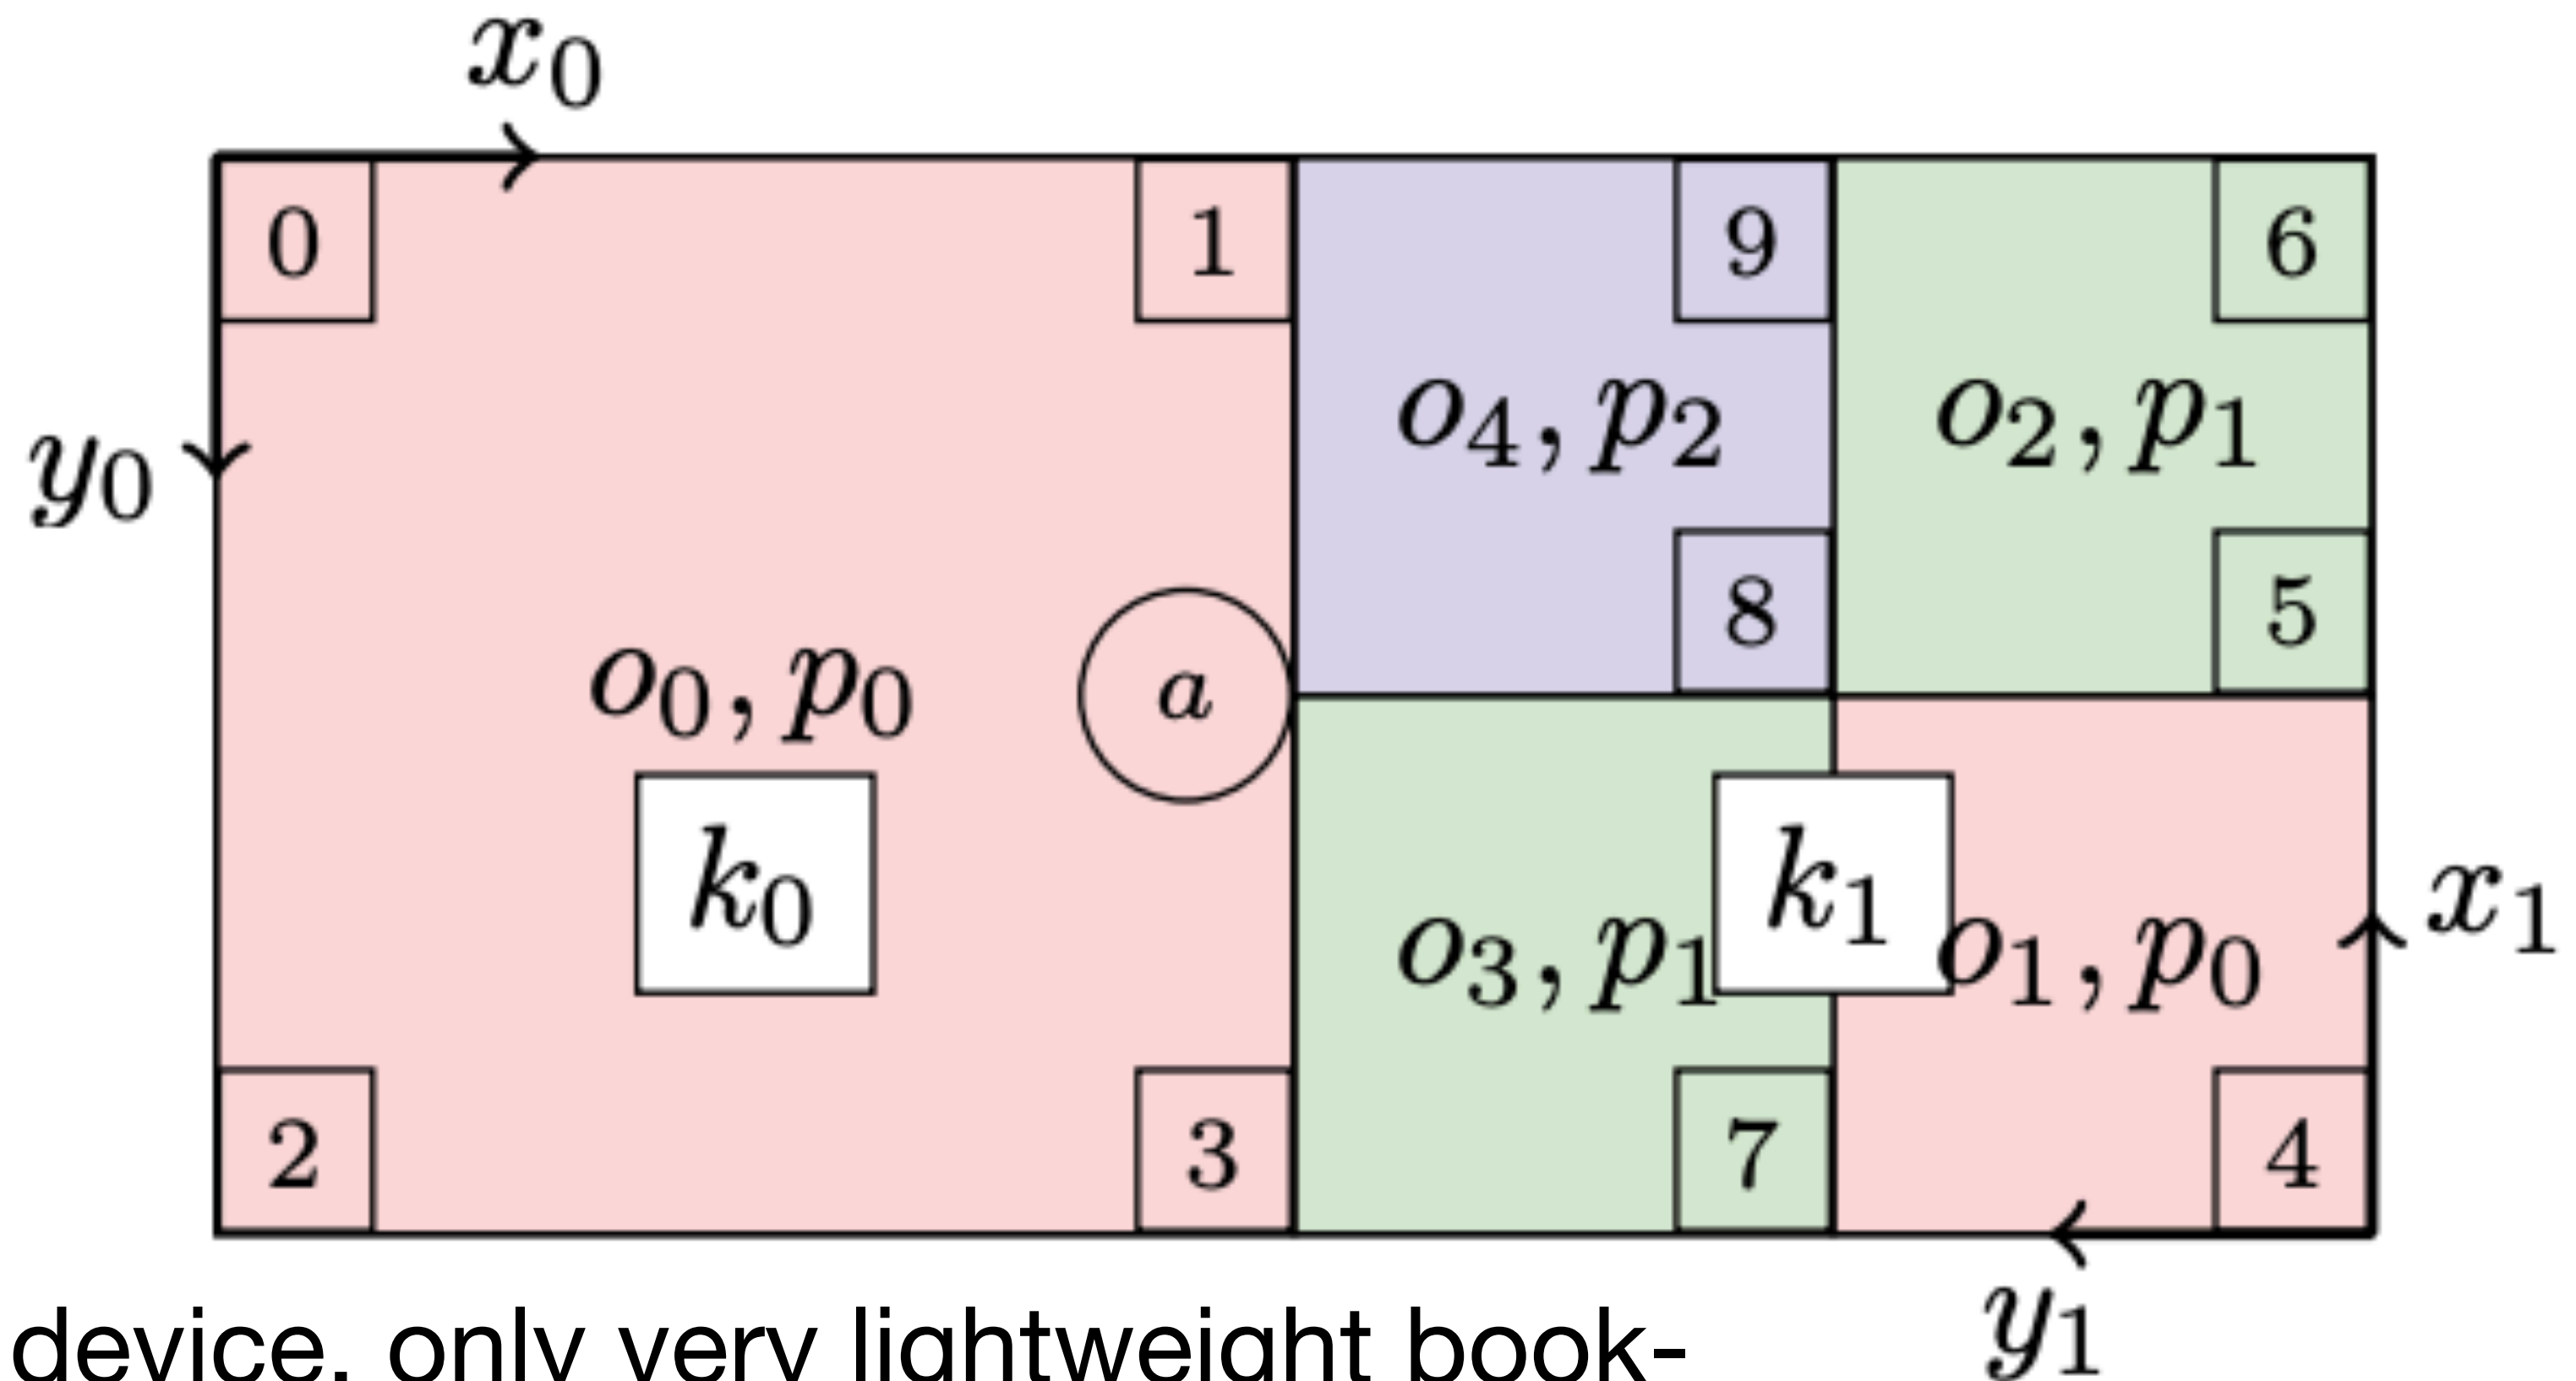 x₀
0 1 9 6
y₀
o₄, p₂ o₂, p₁
8 5
o₀, p₀ a
k₀ k₁ x₁
o₃, p₁ o₁, p₀
2 3 7 4
y₁
device, only very lightweight book-